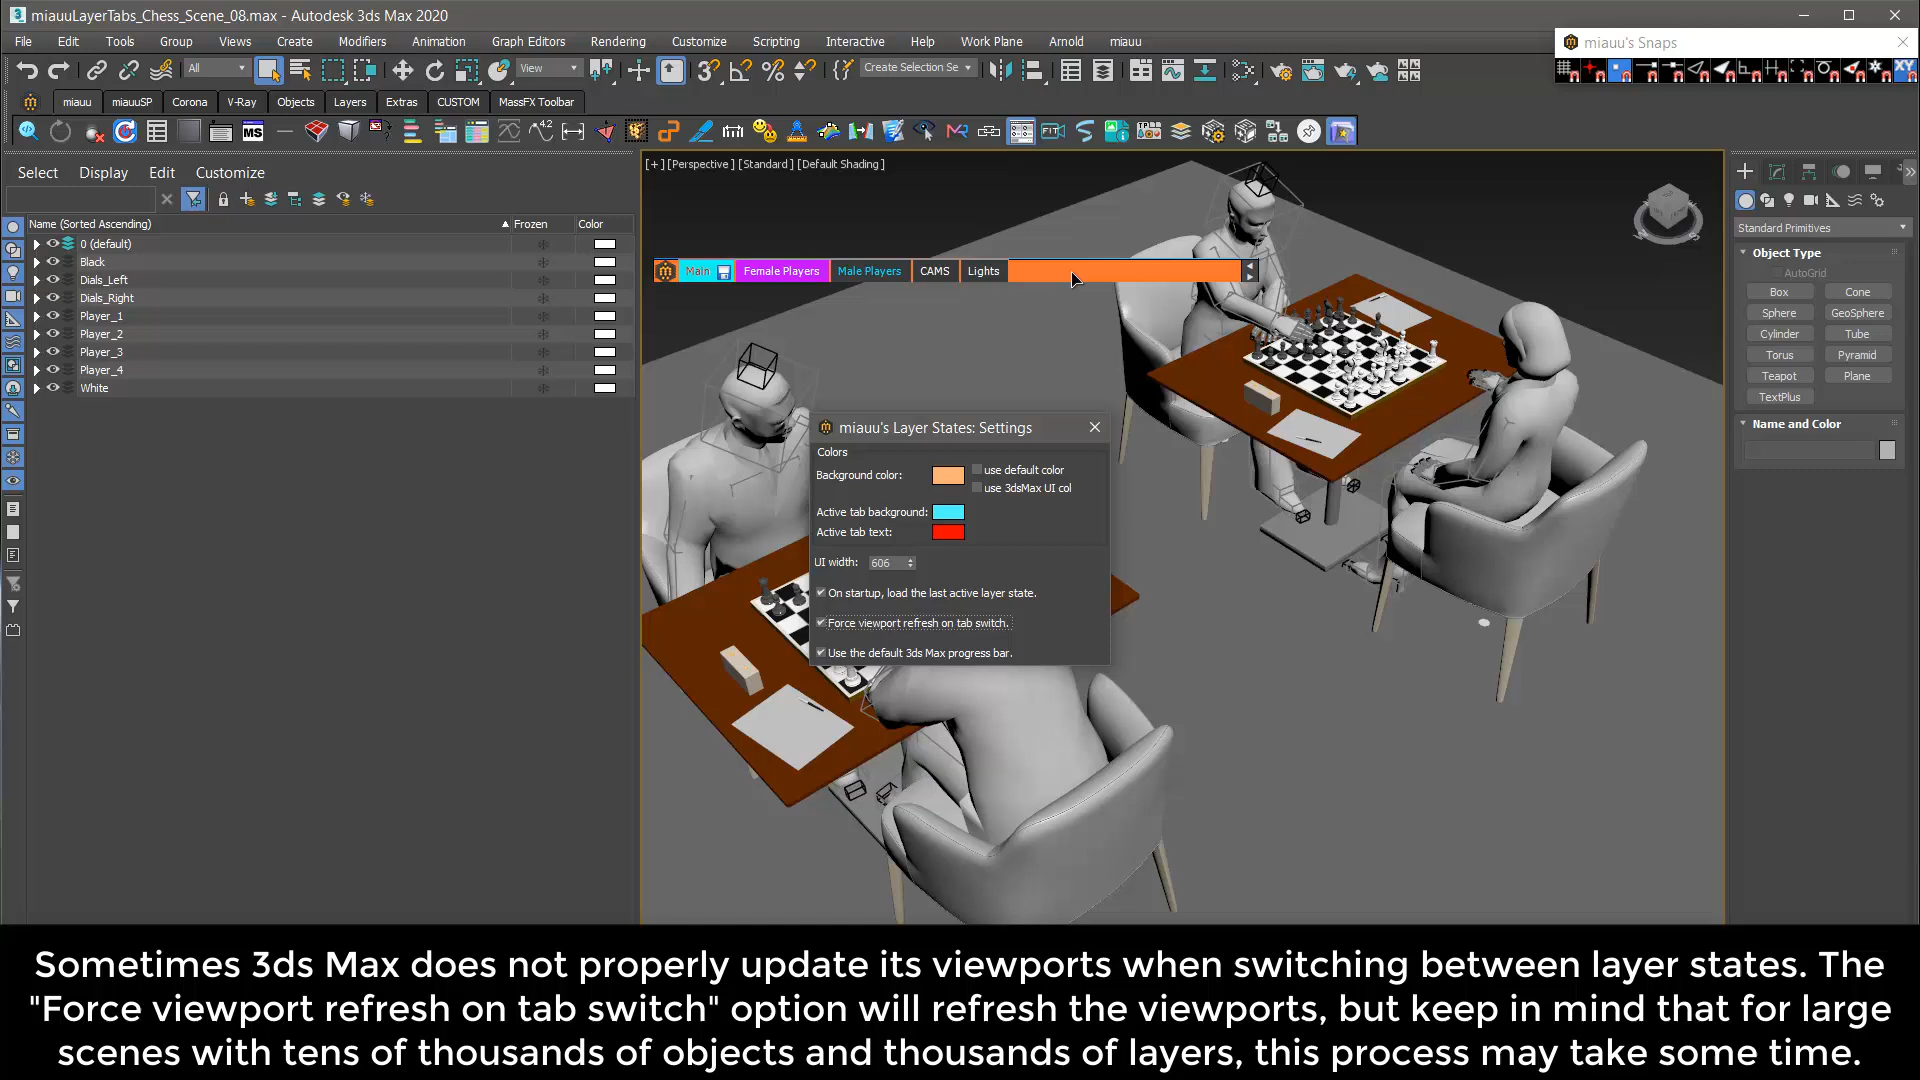 miauuLayerTabs_Chess_Scene_08.max - Autodesk 3ds Max 2020
File Edit Tools Group Views Create Modifiers Animation Graph Editors Rendering Customize Scripting Interactive Help Work Plane Arnold miauu
miauu's Snaps
All
View
Create Selection Se
XY
miauu miauuSP Corona V-Ray Objects Layers Extras CUSTOM MassFX Toolbar
MS
4.2
FIT
Select Display Edit Customize
[+] [Perspective] [Standard] [Default Shading]
Name (Sorted Ascending) Frozen Color
0 (default)
Black
Dials_Left
Dials_Right
Player_1
Player_2
Player_3
Player_4
White
Main Female Players Male Players CAMS Lights
miauu's Layer States: Settings
Colors
Background color:
use default color
use 3dsMax UI col
Active tab background:
Active tab text:
UI width: 606
On startup, load the last active layer state.
Force viewport refresh on tab switch.
Use the default 3ds Max progress bar.
Standard Primitives
Object Type
AutoGrid
Box Cone
Sphere GeoSphere
Cylinder Tube
Torus Pyramid
Teapot Plane
TextPlus
Name and Color
Sometimes 3ds Max does not properly update its viewports when switching between layer states. The
"Force viewport refresh on tab switch" option will refresh the viewports, but keep in mind that for large
scenes with tens of thousands of objects and thousands of layers, this process may take some time.